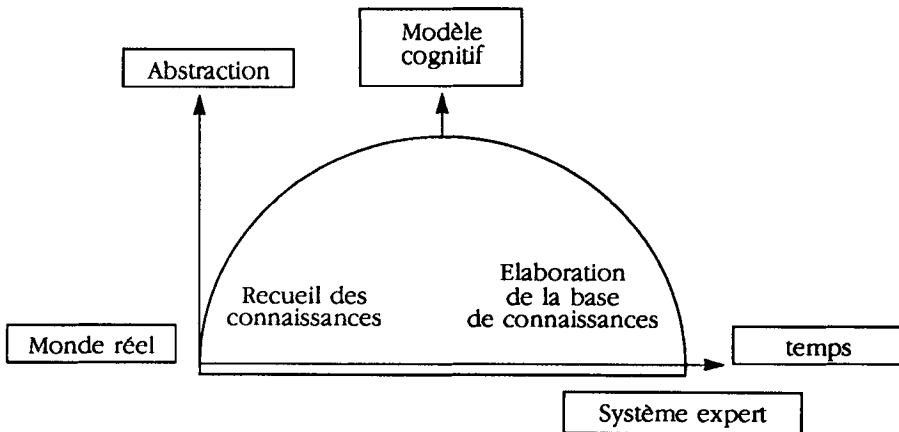 Modèle
cognitif
Abstraction
Recueil des
connaissances
Elaboration
de la base
de connaissances
Monde réel
temps
Système expert